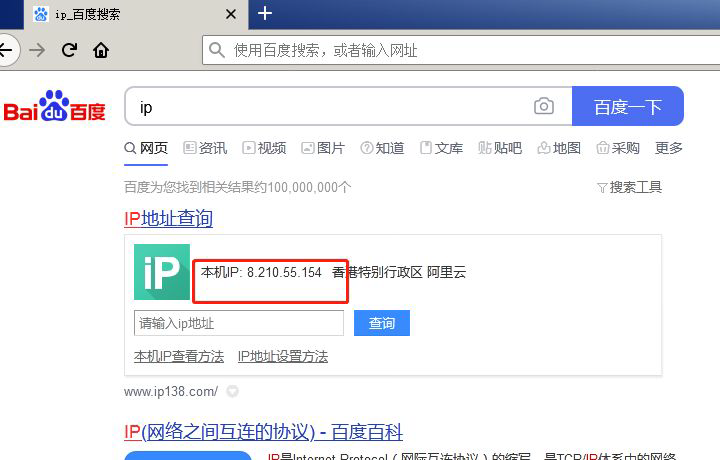 ip_百度搜索
使用百度搜索，或者输入网址
Bai du 百度
ip
百度一下
网页 资讯 视频 图片 知道 文库 贴吧 地图 采购 更多
百度为您找到相关结果约100,000,000个
搜索工具
IP地址查询
iP
本机IP: 8.210.55.154 香港特别行政区 阿里云
请输入ip地址
查询
本机IP查看方法 IP地址设置方法
www.ip138.com/
IP(网络之间互连的协议) - 百度百科
IP是Internet Protocol（网际互连协议）的缩写，是TCP/IP体系中的网络